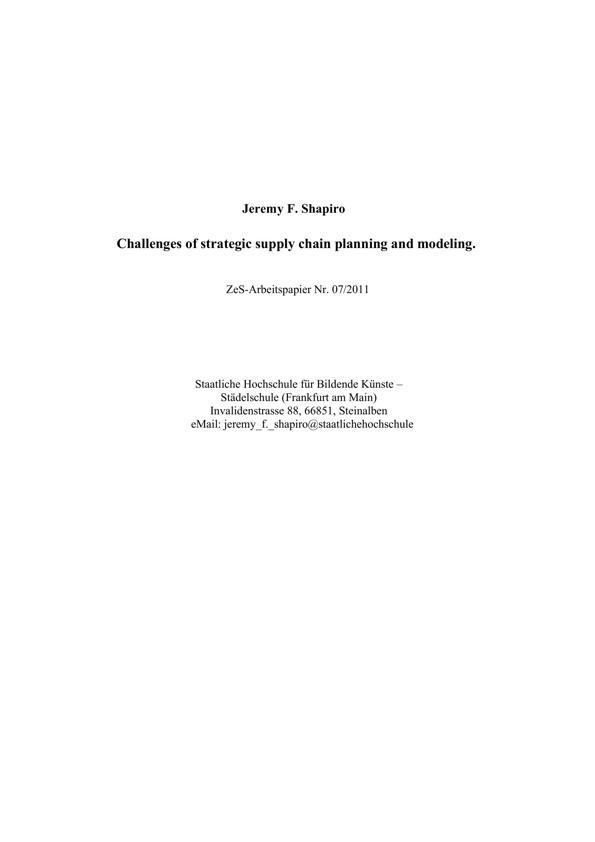 Jeremy F. Shapiro
Challenges of strategic supply chain planning and modeling.
ZeS-Arbeitspapier Nr. 07/2011
Staatliche Hochschule für Bildende Künste –
Städelschule (Frankfurt am Main)
Invalidenstrasse 88, 66851, Steinalben
eMail: jeremy_f._shapiro@staatlichehochschule